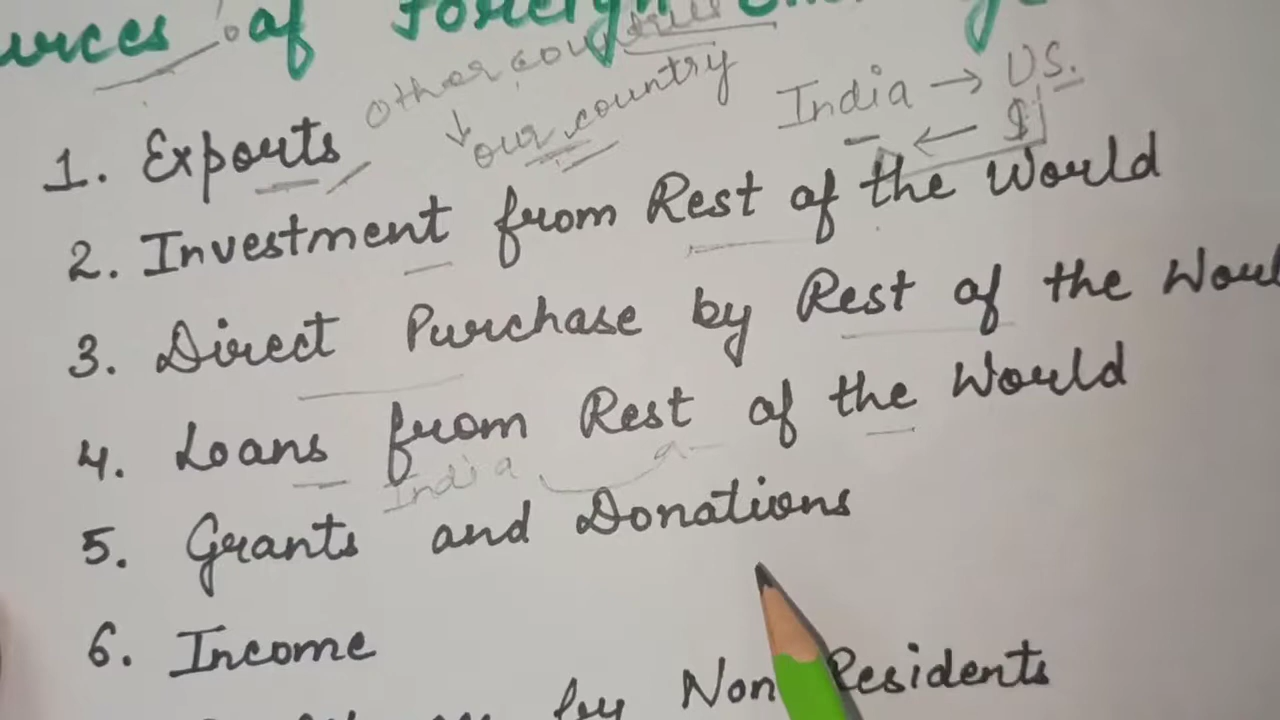 of Foreign
other
our country
India → US.
← $
1. Exports
2. Investment from Rest of the World
3. Direct Purchase by Rest of the
4. Loans from Rest of the World
India
5. Grants and Donations
6. Income
by Non Residents